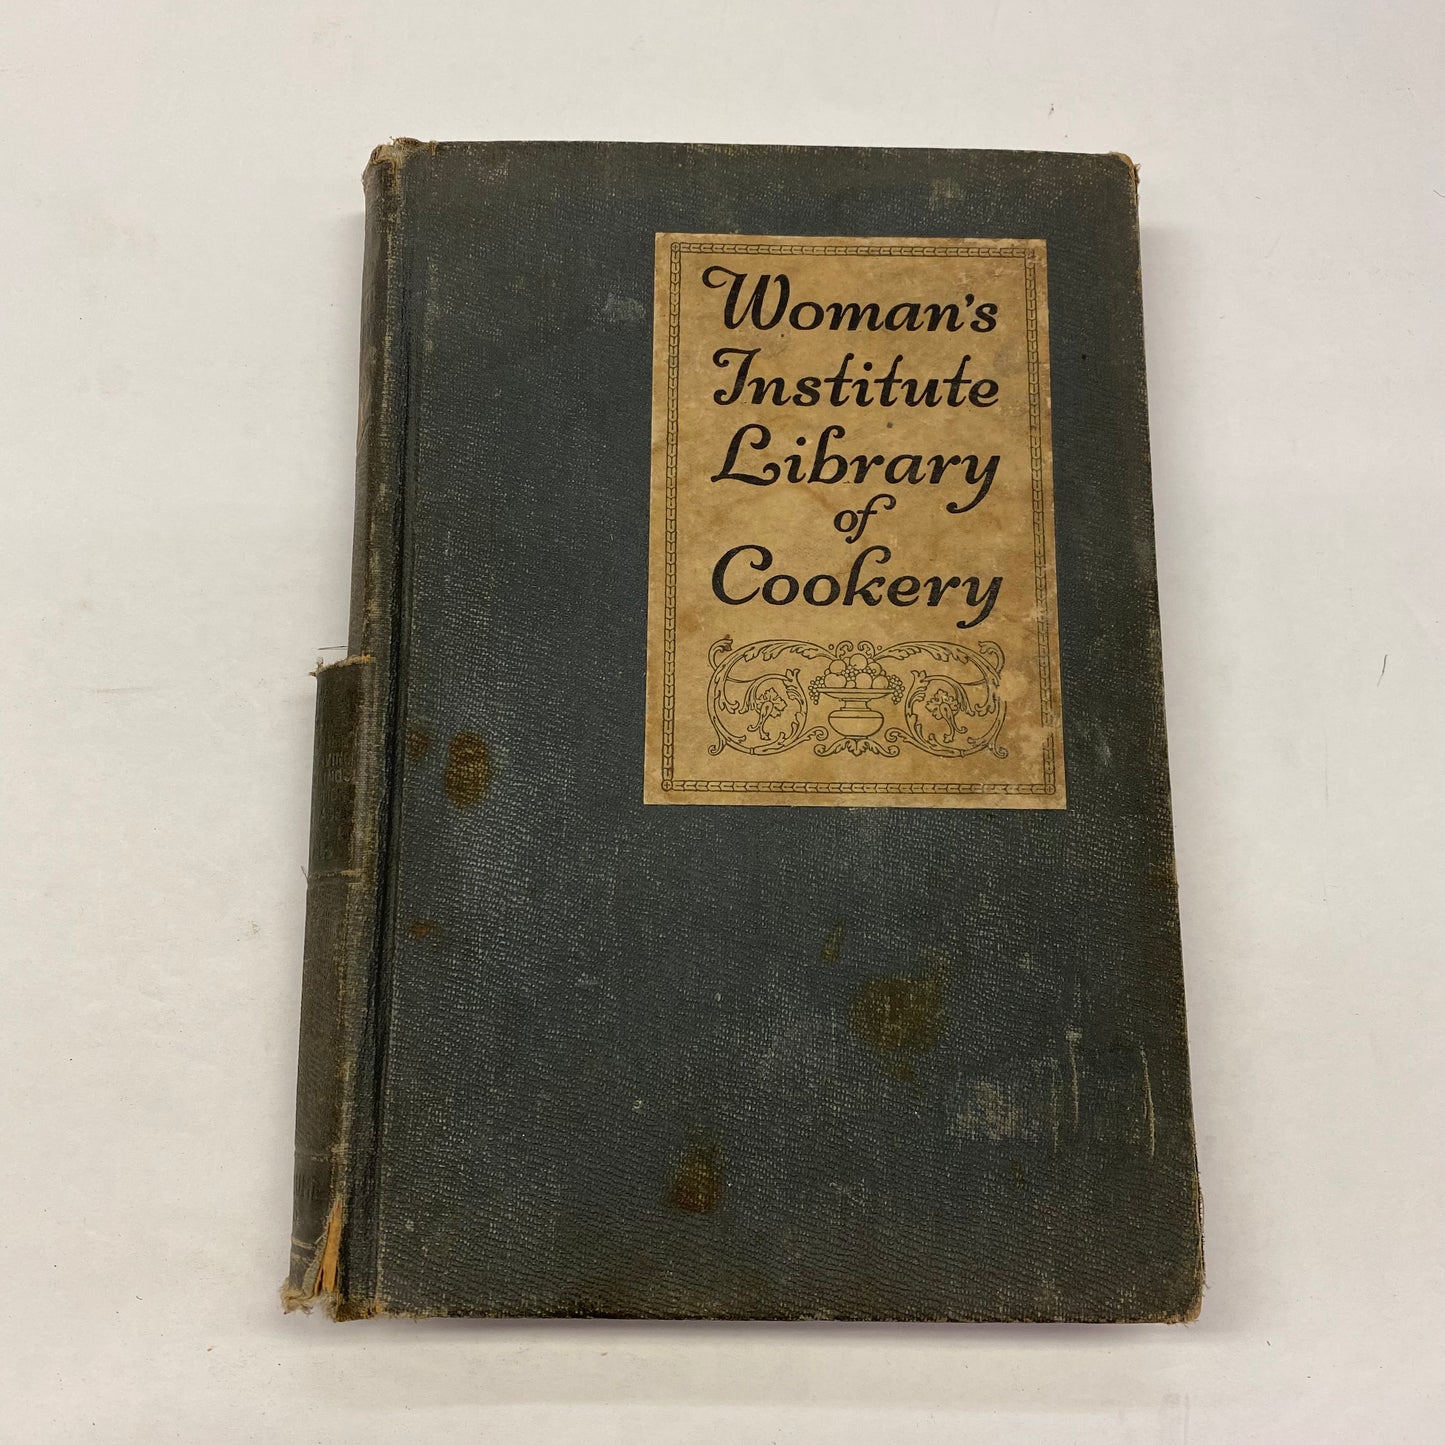 Woman's
Institute
Library
of
Cookery